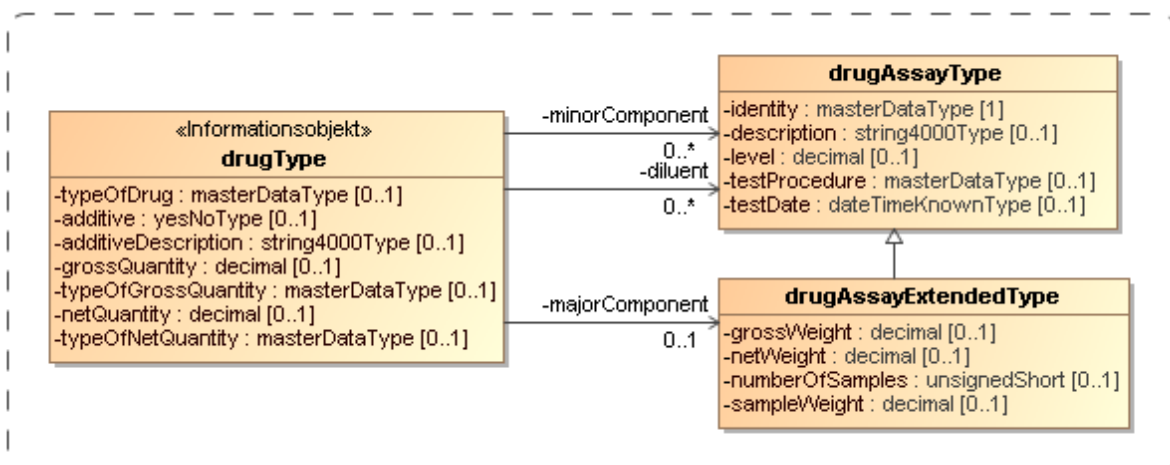 «Informationsobjekt»
drugType
-typeOfDrug : masterDataType [0..1]
-additive : yesNoType [0..1]
-additiveDescription : string4000Type [0..1]
-grossQuantity : decimal [0..1]
-typeOfGrossQuantity : masterDataType [0..1]
-netQuantity : decimal [0..1]
-typeOfNetQuantity : masterDataType [0..1]
-minorComponent
0..*
-diluent
0..*
-majorComponent
0..1
drugAssayType
-identity : masterDataType [1]
-description : string4000Type [0..1]
-level : decimal [0..1]
-testProcedure : masterDataType [0..1]
-testDate : dateTimeKnownType [0..1]
drugAssayExtendedType
-grossWeight : decimal [0..1]
-netWeight : decimal [0..1]
-numberOfSamples : unsignedShort [0..1]
-sampleWeight : decimal [0..1]